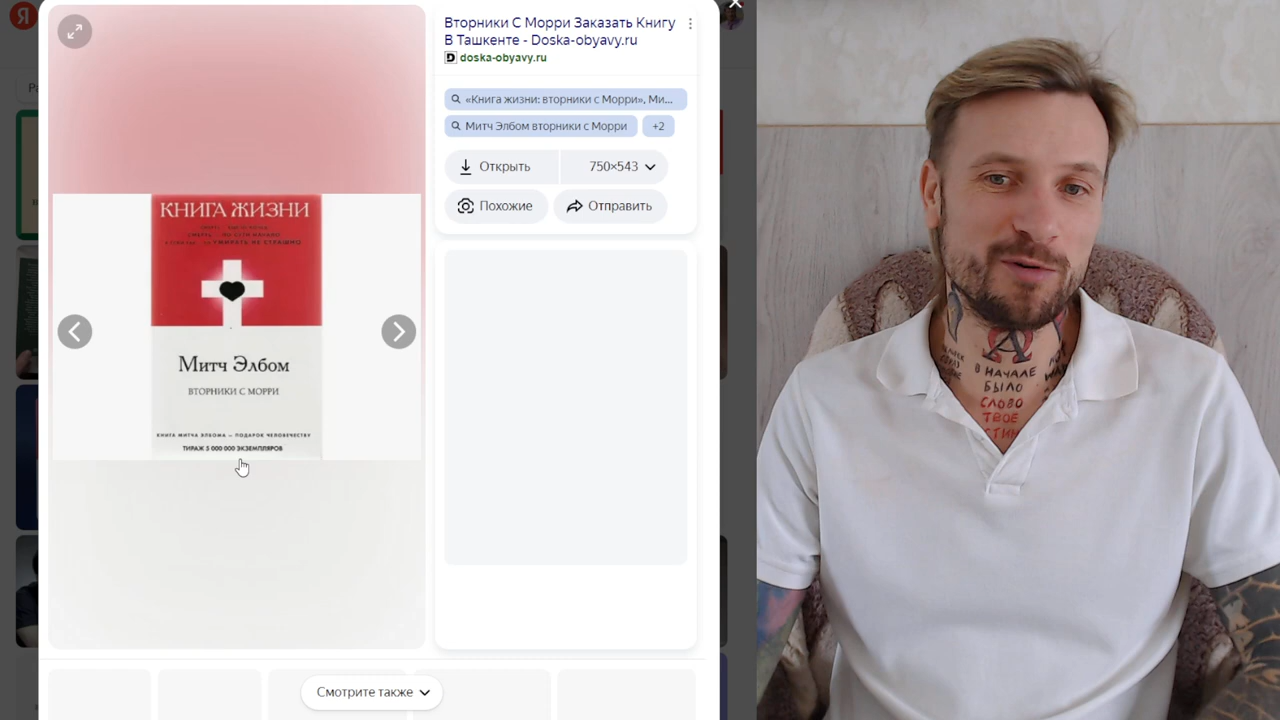 Я
Вторники С Морри Заказать Книгу
В Ташкенте - Doska-obyavy.ru
D doska-obyavy.ru
«Книга жизни: вторники с Морри», Ми...
Митч Элбом вторники с Морри
+2
Открыть
750×543
Похожие
Отправить
КНИГА ЖИЗНИ
УМИРАТЬ НЕ СТРАШНО
Митч Элбом
ВТОРНИКИ С МОРРИ
КНИГА МИТЧА ЭЛБОМА — ПОДАРОК ЧЕЛОВЕЧЕСТВУ
ТИРАЖ 5 000 000 ЭКЗЕМПЛЯРОВ
Смотрите также
В НАЧАЛЕ
БЫЛО
СЛОВО
ТВОЕ